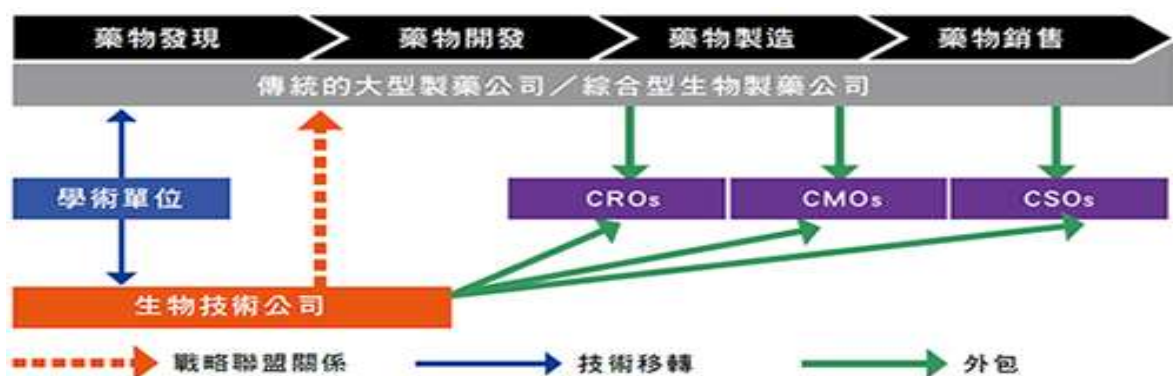 藥物發現 藥物開發 藥物製造 藥物銷售
傳統的大型製藥公司／綜合型生物製藥公司
學術單位 CROs CMOs CSOs
生物技術公司
戰略聯盟關係 技術移轉 外包